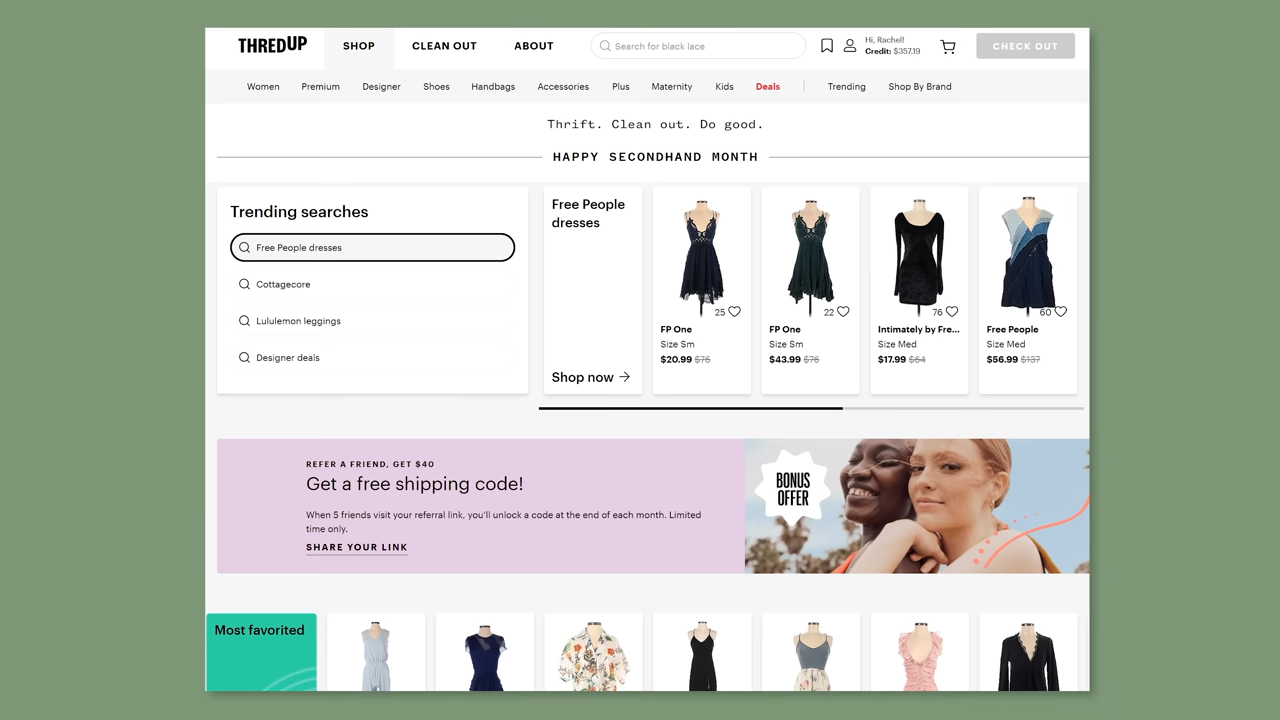 THREDUP
SHOP
CLEAN OUT
ABOUT
Search for black lace
Hi, Rachel!
Credit: $357.19
CHECK OUT
Women
Premium
Designer
Shoes
Handbags
Accessories
Plus
Maternity
Kids
Deals
Trending
Shop By Brand
Thrift. Clean out. Do good.
HAPPY SECONDHAND MONTH
Trending searches
Free People dresses
Cottagecore
Lululemon leggings
Designer deals
Free People
dresses
Shop now
25
FP One
Size Sm
$20.99 $76
22
FP One
Size Sm
$43.99 $76
76
Intimately by Fre...
Size Med
$17.99 $64
60
Free People
Size Med
$56.99 $137
REFER A FRIEND, GET $40
Get a free shipping code!
When 5 friends visit your referral link, you'll unlock a code at the end of each month. Limited
time only.
SHARE YOUR LINK
BONUS
OFFER
Most favorited